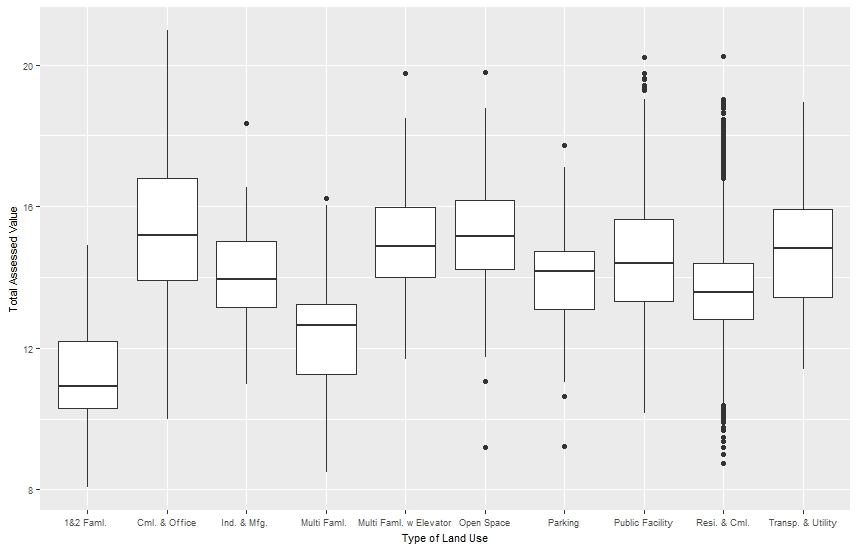 Total Assessed Value
20
16
12
8
1&2 Faml.
Cml. & Office
Ind. & Mfg.
Multi Faml.
Multi Faml. w Elevator
Open Space
Parking
Public Facility
Resi. & Cml.
Transp. & Utility
Type of Land Use